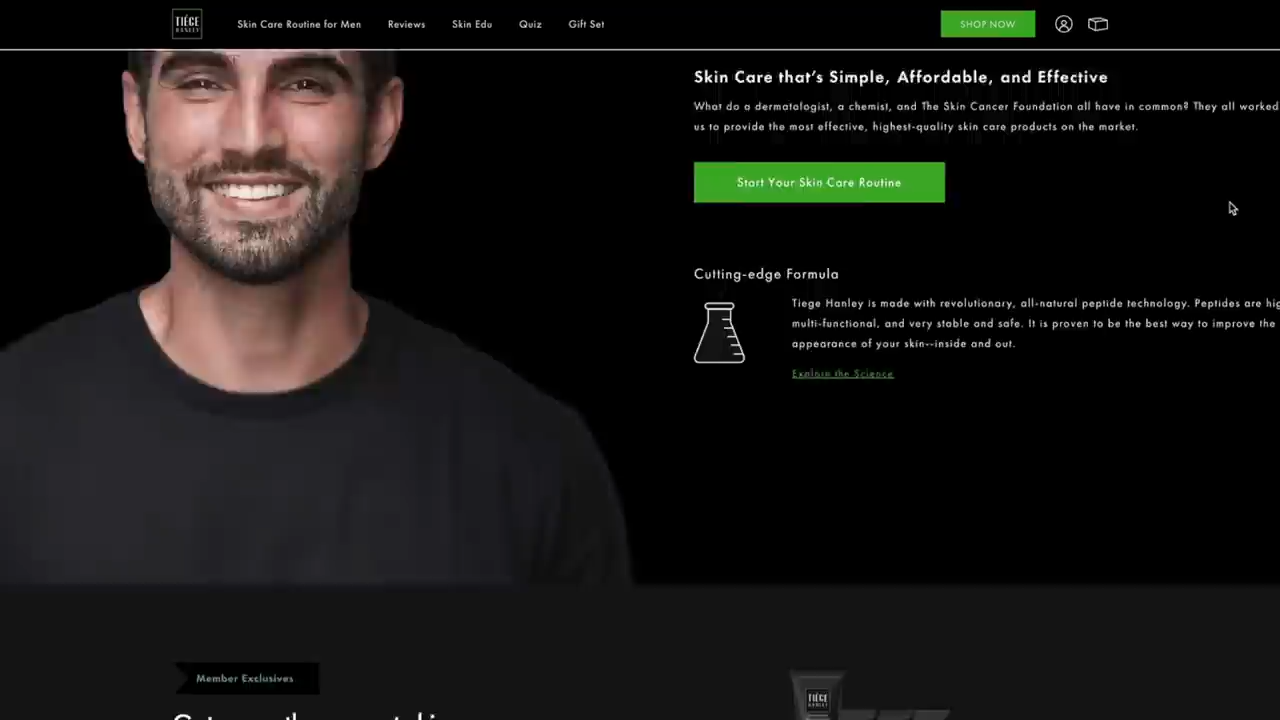 TIÉGE
HANLEY
Skin Care Routine for Men
Reviews
Skin Edu
Quiz
Gift Set
SHOP NOW
Skin Care that's Simple, Affordable, and Effective
What do a dermatologist, a chemist, and The Skin Cancer Foundation all have in common? They all worked
us to provide the most effective, highest-quality skin care products on the market.
Start Your Skin Care Routine
Cutting-edge Formula
Tiege Hanley is made with revolutionary, all-natural peptide technology. Peptides are
multi-functional, and very stable and safe. It is proven to be the best way to improve the
appearance of your skin--inside and out.
Explore the Science
Member Exclusives
TIÉGE
HANLEY